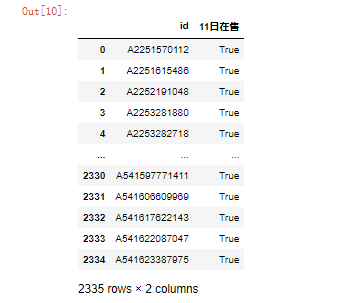 Out[10]:
id 11日在售
0 A2251570112 True
1 A2251615486 True
2 A2252191048 True
3 A2253281880 True
4 A2253282718 True
... ... ...
2330 A541597771411 True
2331 A541606609969 True
2332 A541617622143 True
2333 A541622087047 True
2334 A541623387975 True
2335 rows × 2 columns